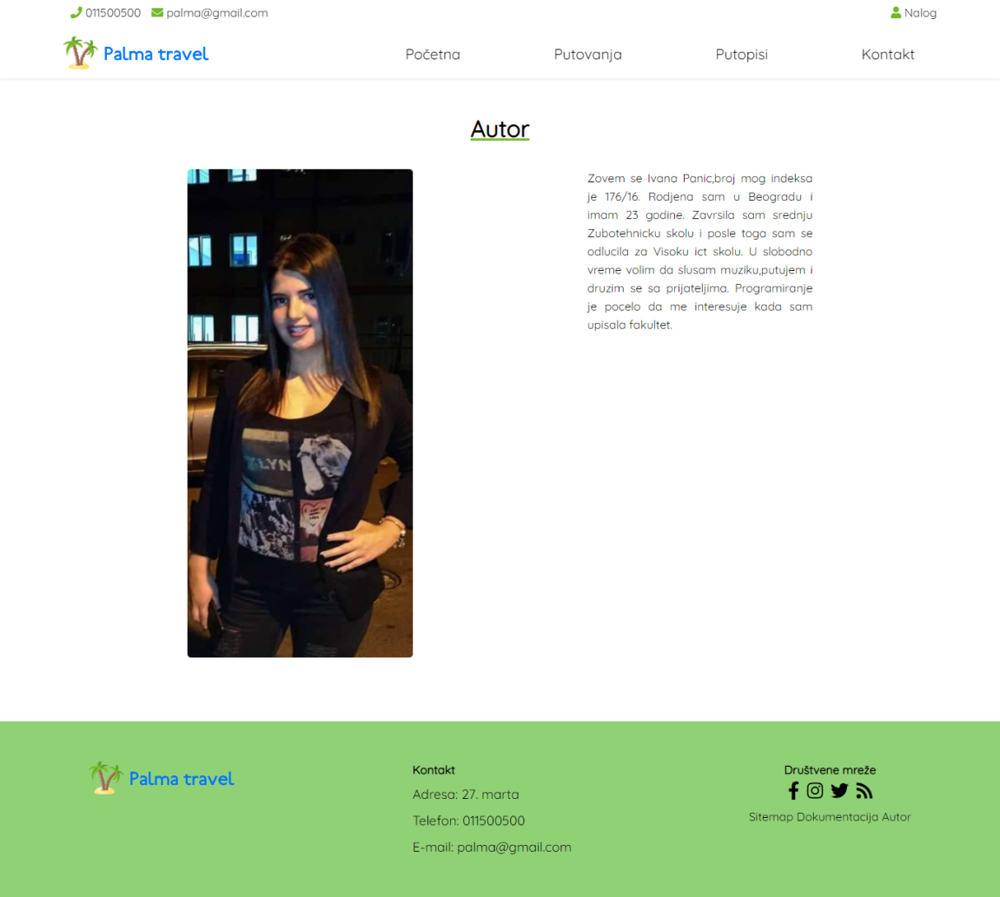 011500500 palma@gmail.com Nalog
Palma travel Početna Putovanja Putopisi Kontakt
Autor
Zovem se Ivana Panic,broj mog indeksa
je 176/16. Rodjena sam u Beogradu i
imam 23 godine. Zavrsila sam srednju
Zubotehnicku skolu i posle toga sam se
odlucila za Visoku ict skolu. U slobodno
vreme volim da slusam muziku,putujem i
druzim se sa prijateljima. Programiranje
je pocelo da me interesuje kada sam
upisala fakultet.
Palma travel
Kontakt
Adresa: 27. marta
Telefon: 011500500
E-mail: palma@gmail.com
Društvene mreže
Sitemap Dokumentacija Autor